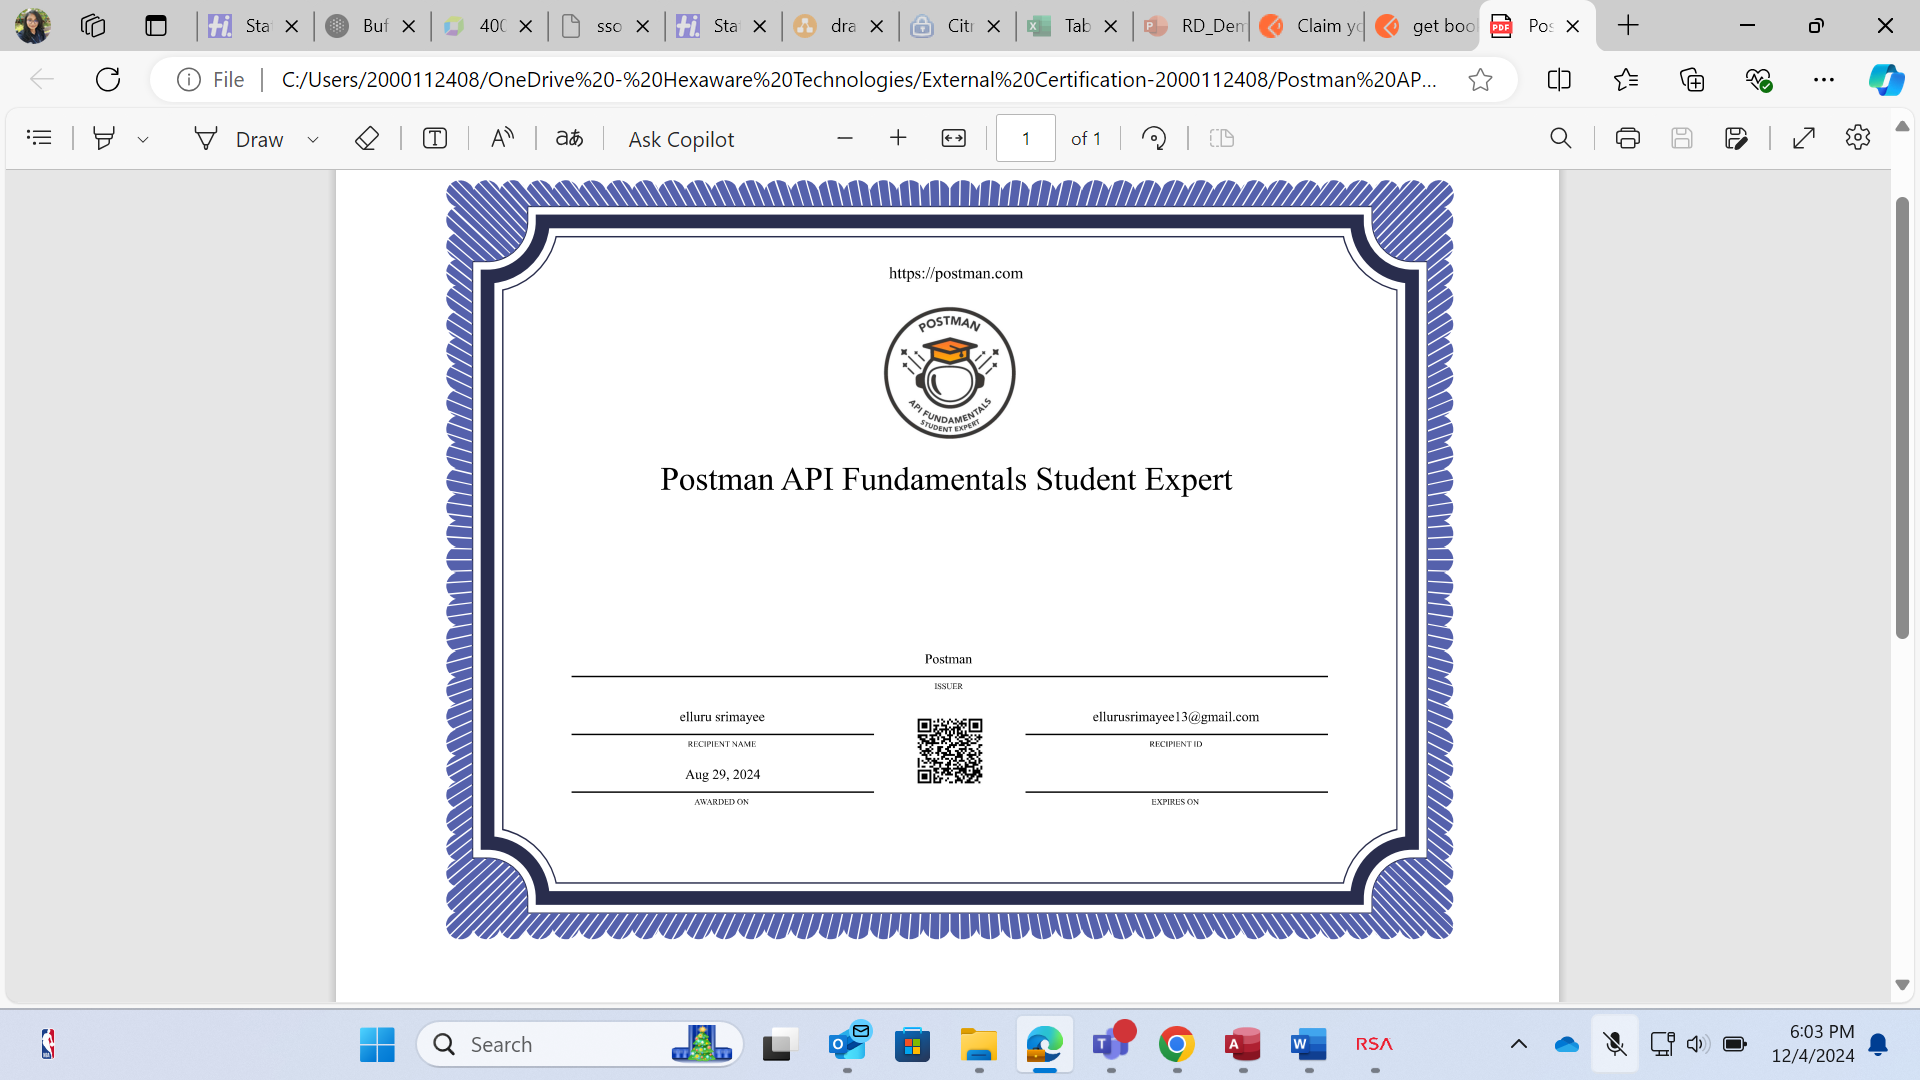 Sta
Buf
400
sso
Sta
dra
Citr
Tab
RD_Dem
Claim yo
get bool
Pos
File
C:/Users/2000112408/OneDrive%20-%20Hexaware%20Technologies/External%20Certification-2000112408/Postman%20AP...
Draw
Ask Copilot
1 of 1
https://postman.com
POSTMAN
API FUNDAMENTALS
STUDENT EXPERT
Postman API Fundamentals Student Expert
Postman
ISSUER
elluru srimayee
RECIPIENT NAME
ellurusrimayee13@gmail.com
RECIPIENT ID
Aug 29, 2024
AWARDED ON
EXPIRES ON
Search
RSA
6:03 PM
12/4/2024